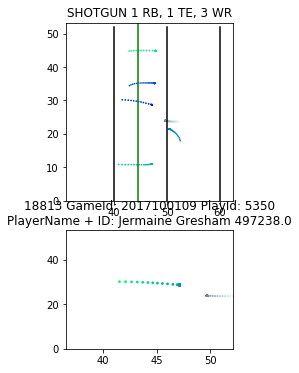 SHOTGUN 1 RB, 1 TE, 3 WR
50
40
30
20
10
0
40 50 60
18819 GameId: 2017100109 PlayId: 5350
PlayerName + ID: Jermaine Gresham 497238.0
40
20
0
40 45 50